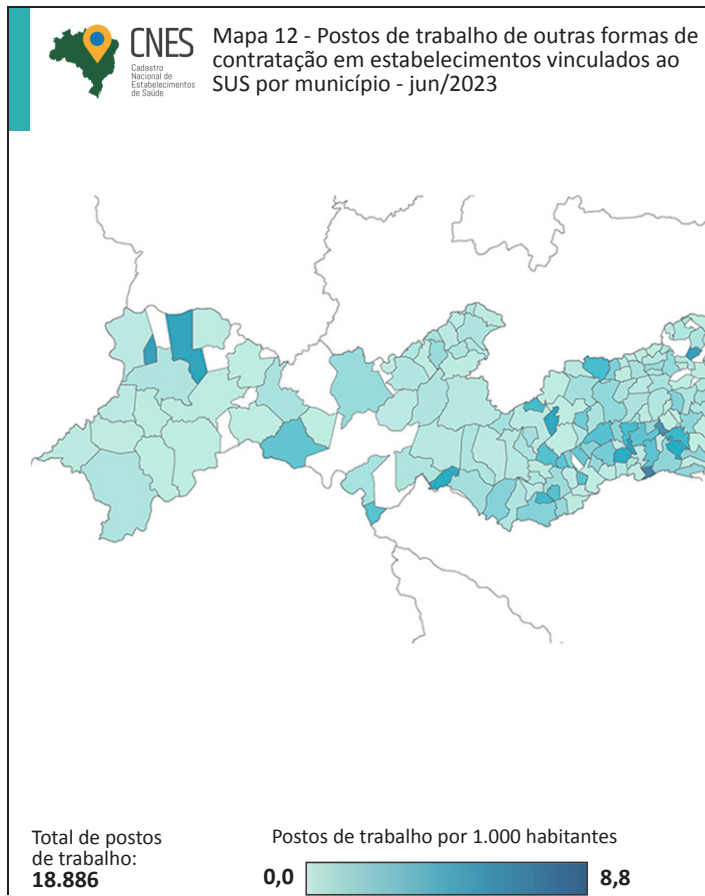 CNES
Cadastro
Nacional de
Estabelecimentos
de Saúde
Mapa 12 - Postos de trabalho de outras formas de
contratação em estabelecimentos vinculados ao
SUS por município - jun/2023
Total de postos
de trabalho:
18.886
Postos de trabalho por 1.000 habitantes
0,0
8,8